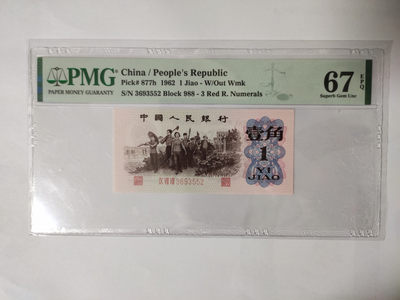 PMG
PAPER MONEY GUARANTY
China / People's Republic
Pick# 877h 1962 1 Jiao - W/Out Wmk
S/N 3693552 Block 988 - 3 Red R. Numerals
67 EPQ
Superb Gem Unc
中國人民銀行
壹角
1
YI
JIAO
3693552